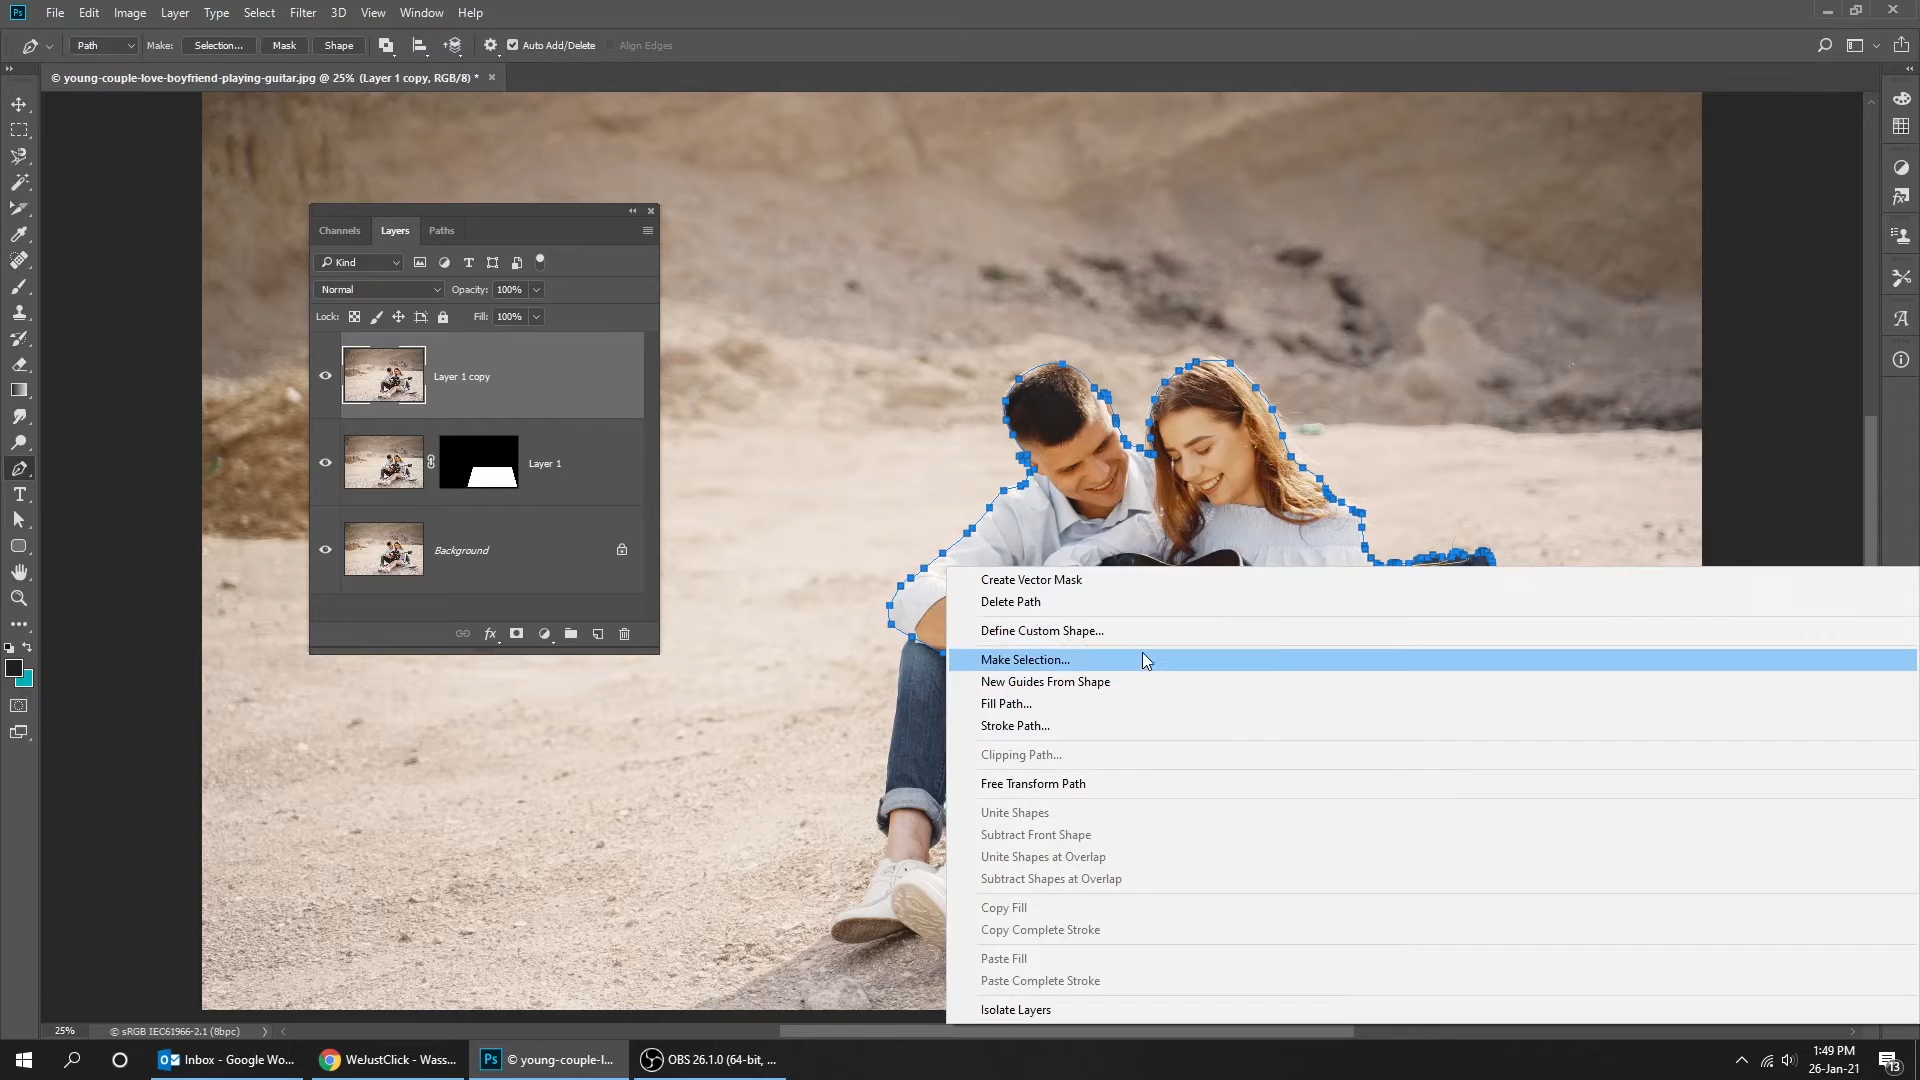 Ps File Edit Image Layer Type Select Filter 3D View Window Help
Path Make: Selection... Mask Shape Auto Add/Delete Align Edges
© young-couple-love-boyfriend-playing-guitar.jpg @ 25% (Layer 1 copy, RGB/8) *
Channels Layers Paths
Kind
Normal Opacity: 100%
Lock: Fill: 100%
Layer 1 copy
Layer 1
Background
Create Vector Mask
Delete Path
Define Custom Shape...
Make Selection...
New Guides From Shape
Fill Path...
Stroke Path...
Clipping Path...
Free Transform Path
Unite Shapes
Subtract Front Shape
Unite Shapes at Overlap
Subtract Shapes at Overlap
Copy Fill
Copy Complete Stroke
Paste Fill
Paste Complete Stroke
Isolate Layers
25% © sRGB IEC61966-2.1 (8bpc)
Inbox - Google Wo... WeJustClick - Wass... Ps © young-couple-l... OBS 26.1.0 (64-bit, ...
1:49 PM
26-Jan-21
13